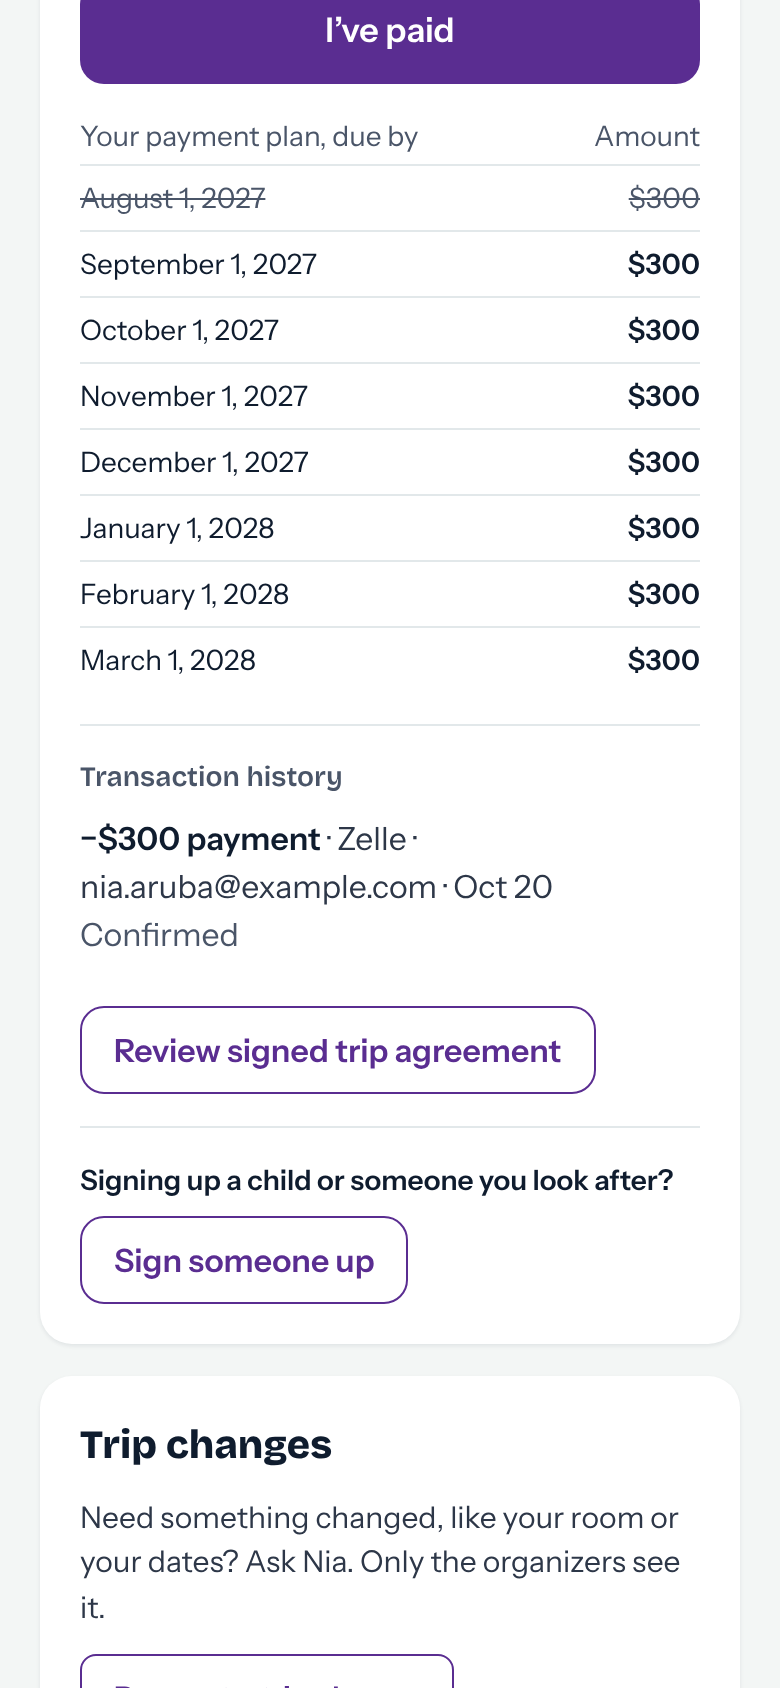 I’ve paid
Your payment plan, due by Amount
August 1, 2027 $300
September 1, 2027 $300
October 1, 2027 $300
November 1, 2027 $300
December 1, 2027 $300
January 1, 2028 $300
February 1, 2028 $300
March 1, 2028 $300
Transaction history
−$300 payment · Zelle ·
nia.aruba@example.com · Oct 20
Confirmed
Review signed trip agreement
Signing up a child or someone you look after?
Sign someone up
Trip changes
Need something changed, like your room or
your dates? Ask Nia. Only the organizers see
it.